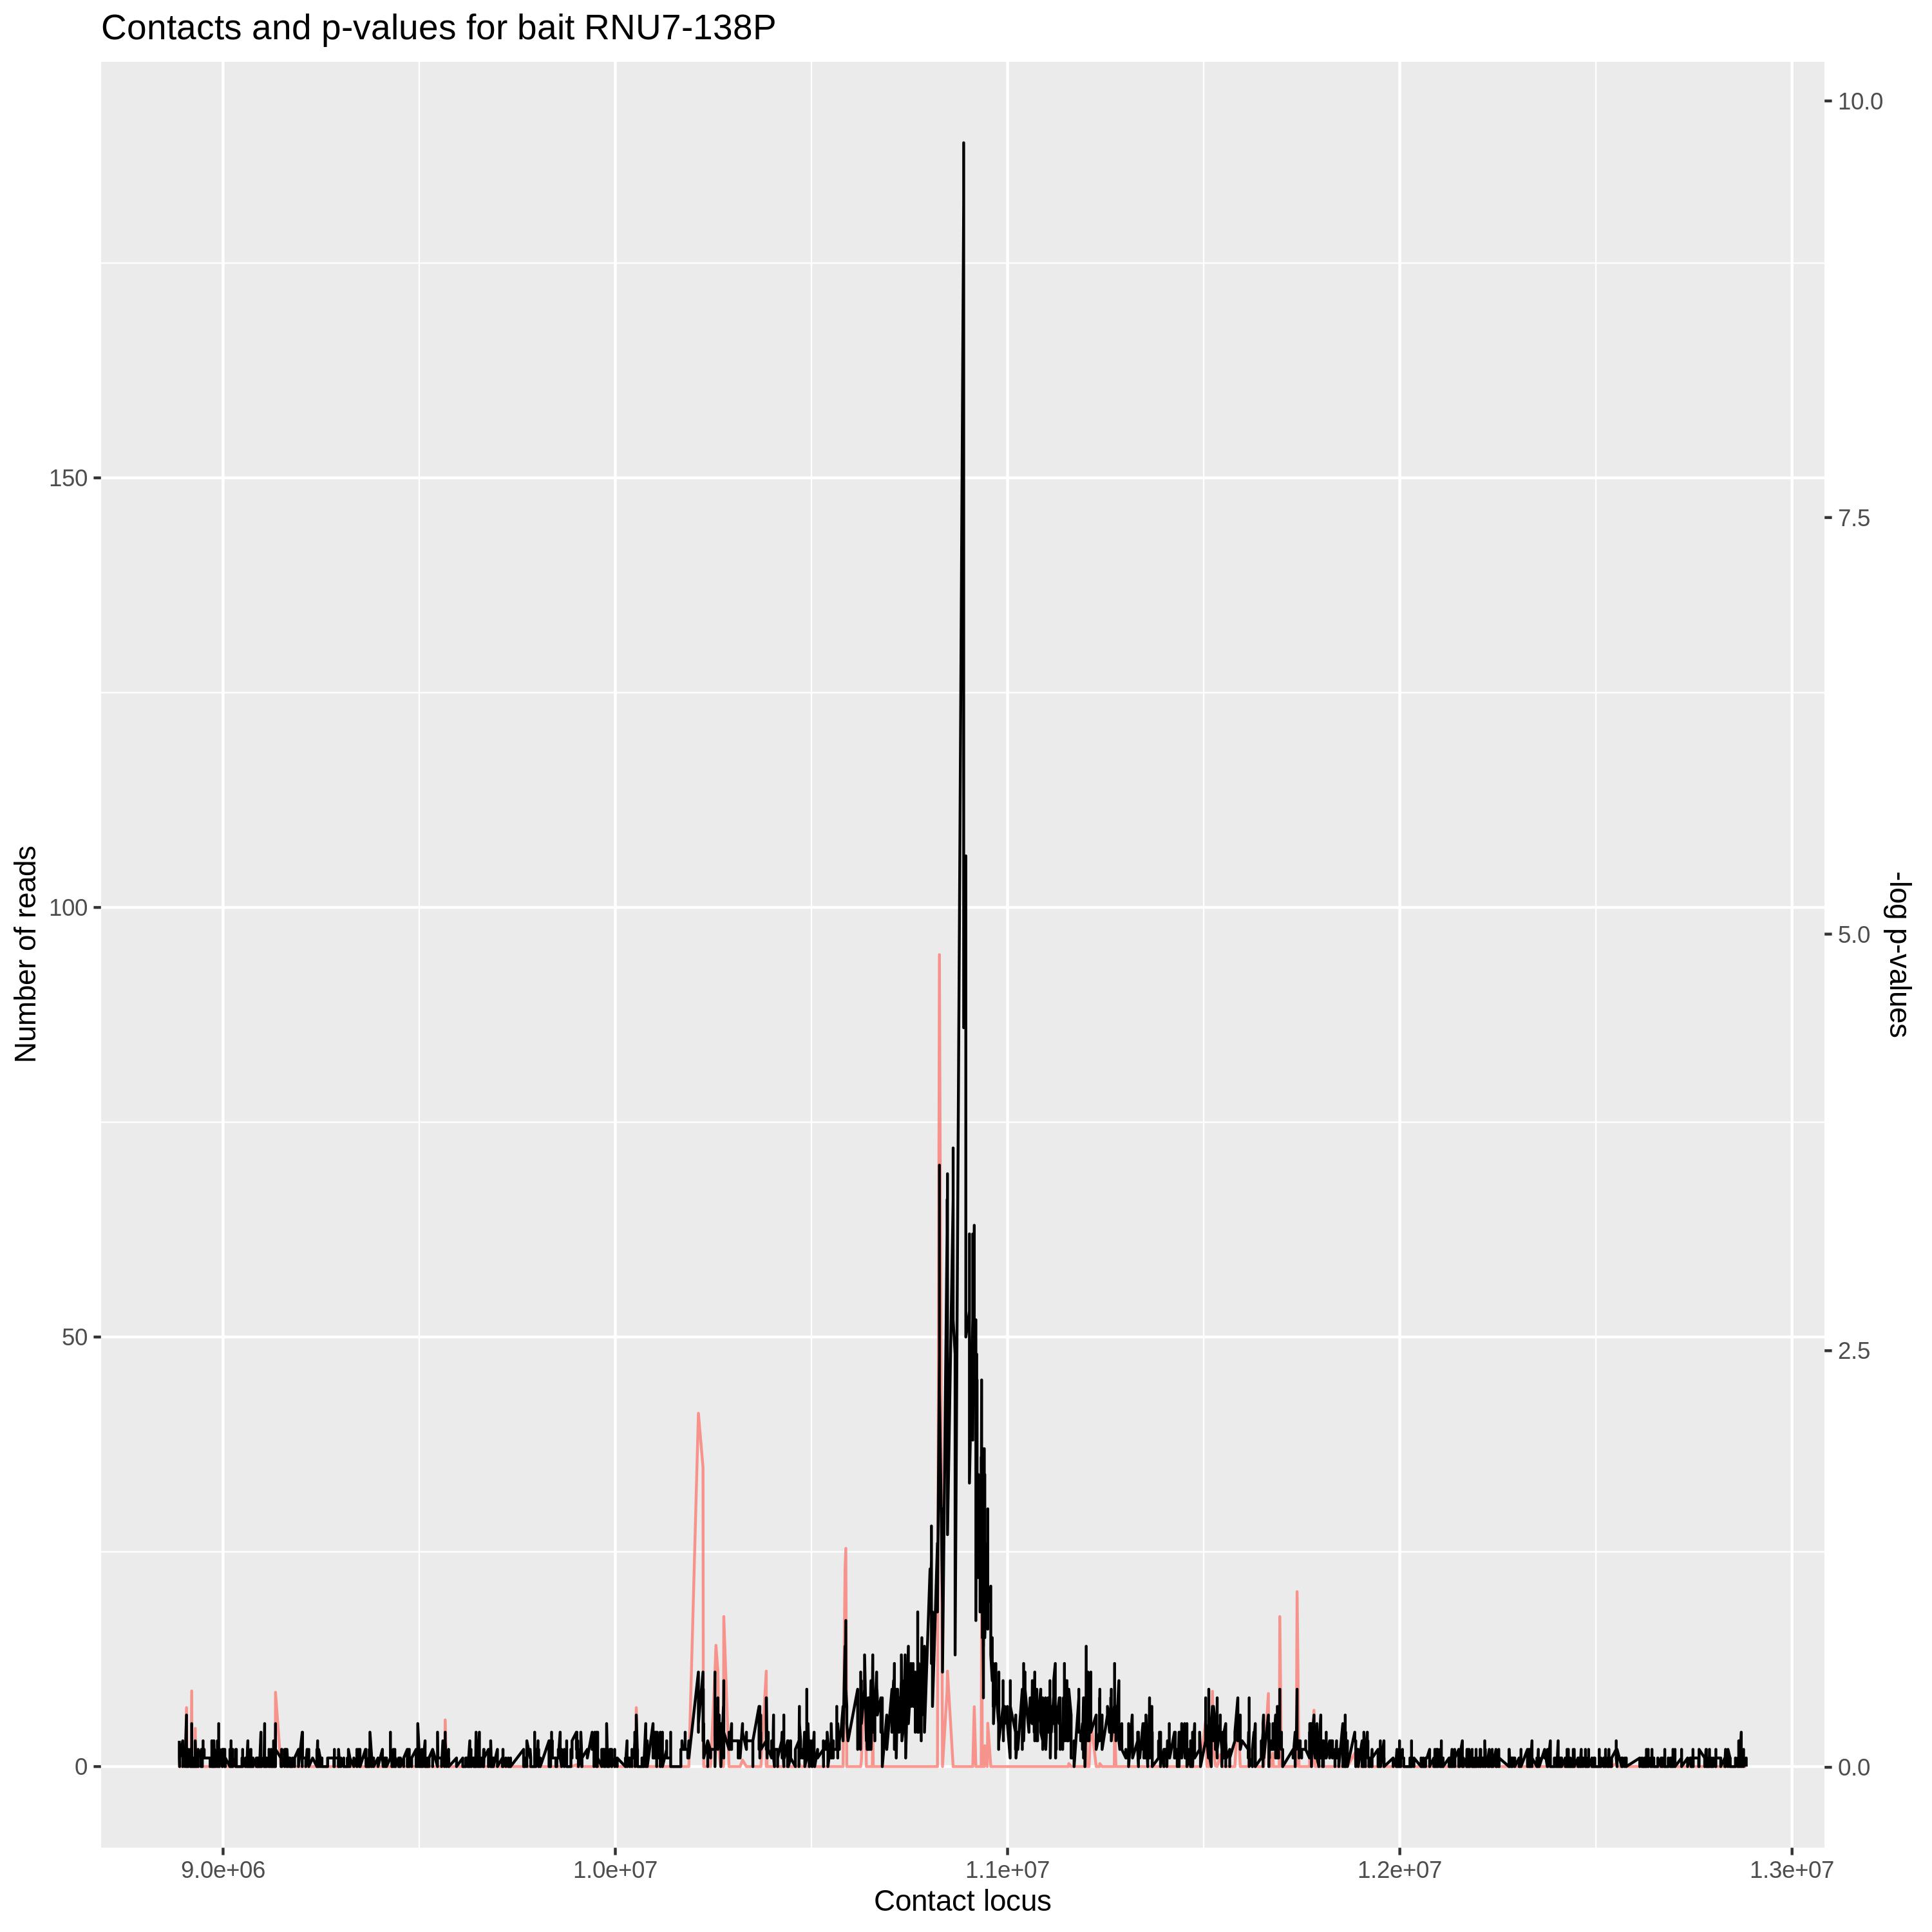 Contacts and p-values for bait RNU7-138P
10.0
150
7.5
Number of reads
100
5.0
-log p-values
50
2.5
0
0.0
9.0e+06 1.0e+07 1.1e+07 1.2e+07 1.3e+07
Contact locus